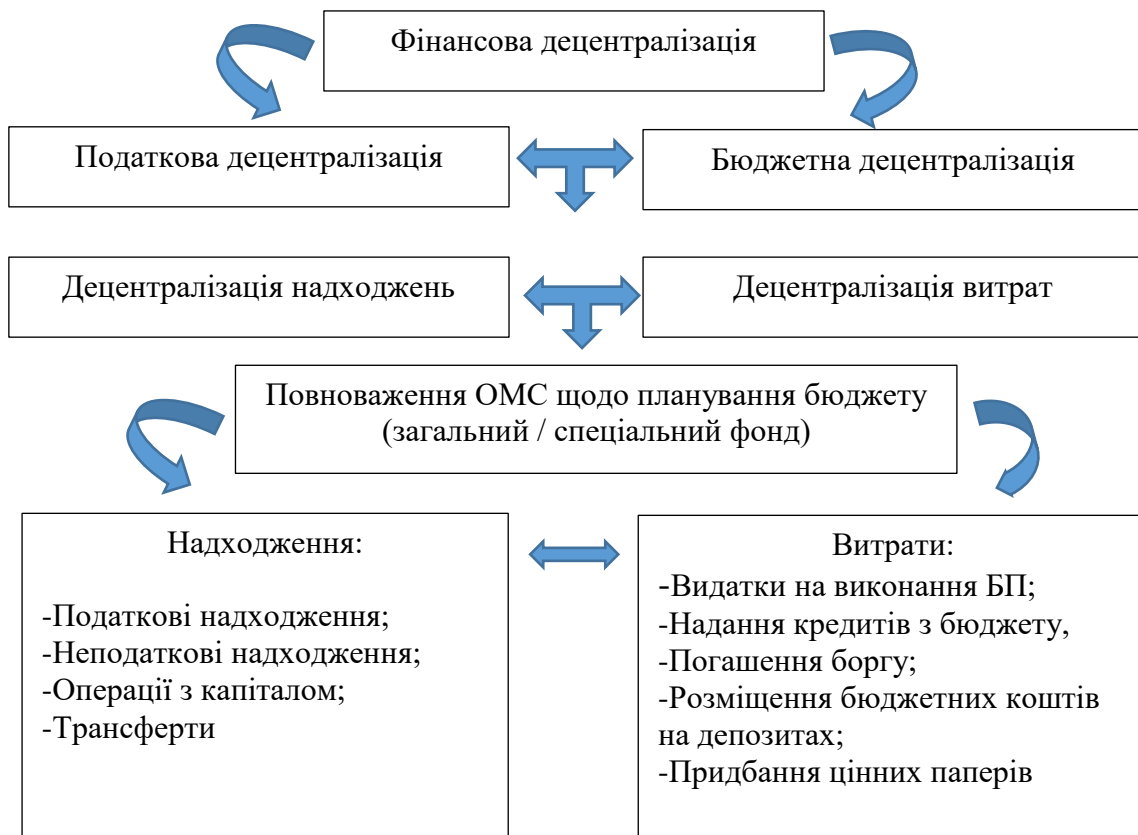 Фінансова децентралізація
Податкова децентралізація
Бюджетна децентралізація
Децентралізація надходжень
Децентралізація витрат
Повноваження ОМС щодо планування бюджету
(загальний / спеціальний фонд)
Надходження:
-Податкові надходження;
-Неподаткові надходження;
-Операції з капіталом;
-Трансферти
Витрати:
-Видатки на виконання БП;
-Надання кредитів з бюджету,
-Погашення боргу;
-Розміщення бюджетних коштів
на депозитах;
-Придбання цінних паперів